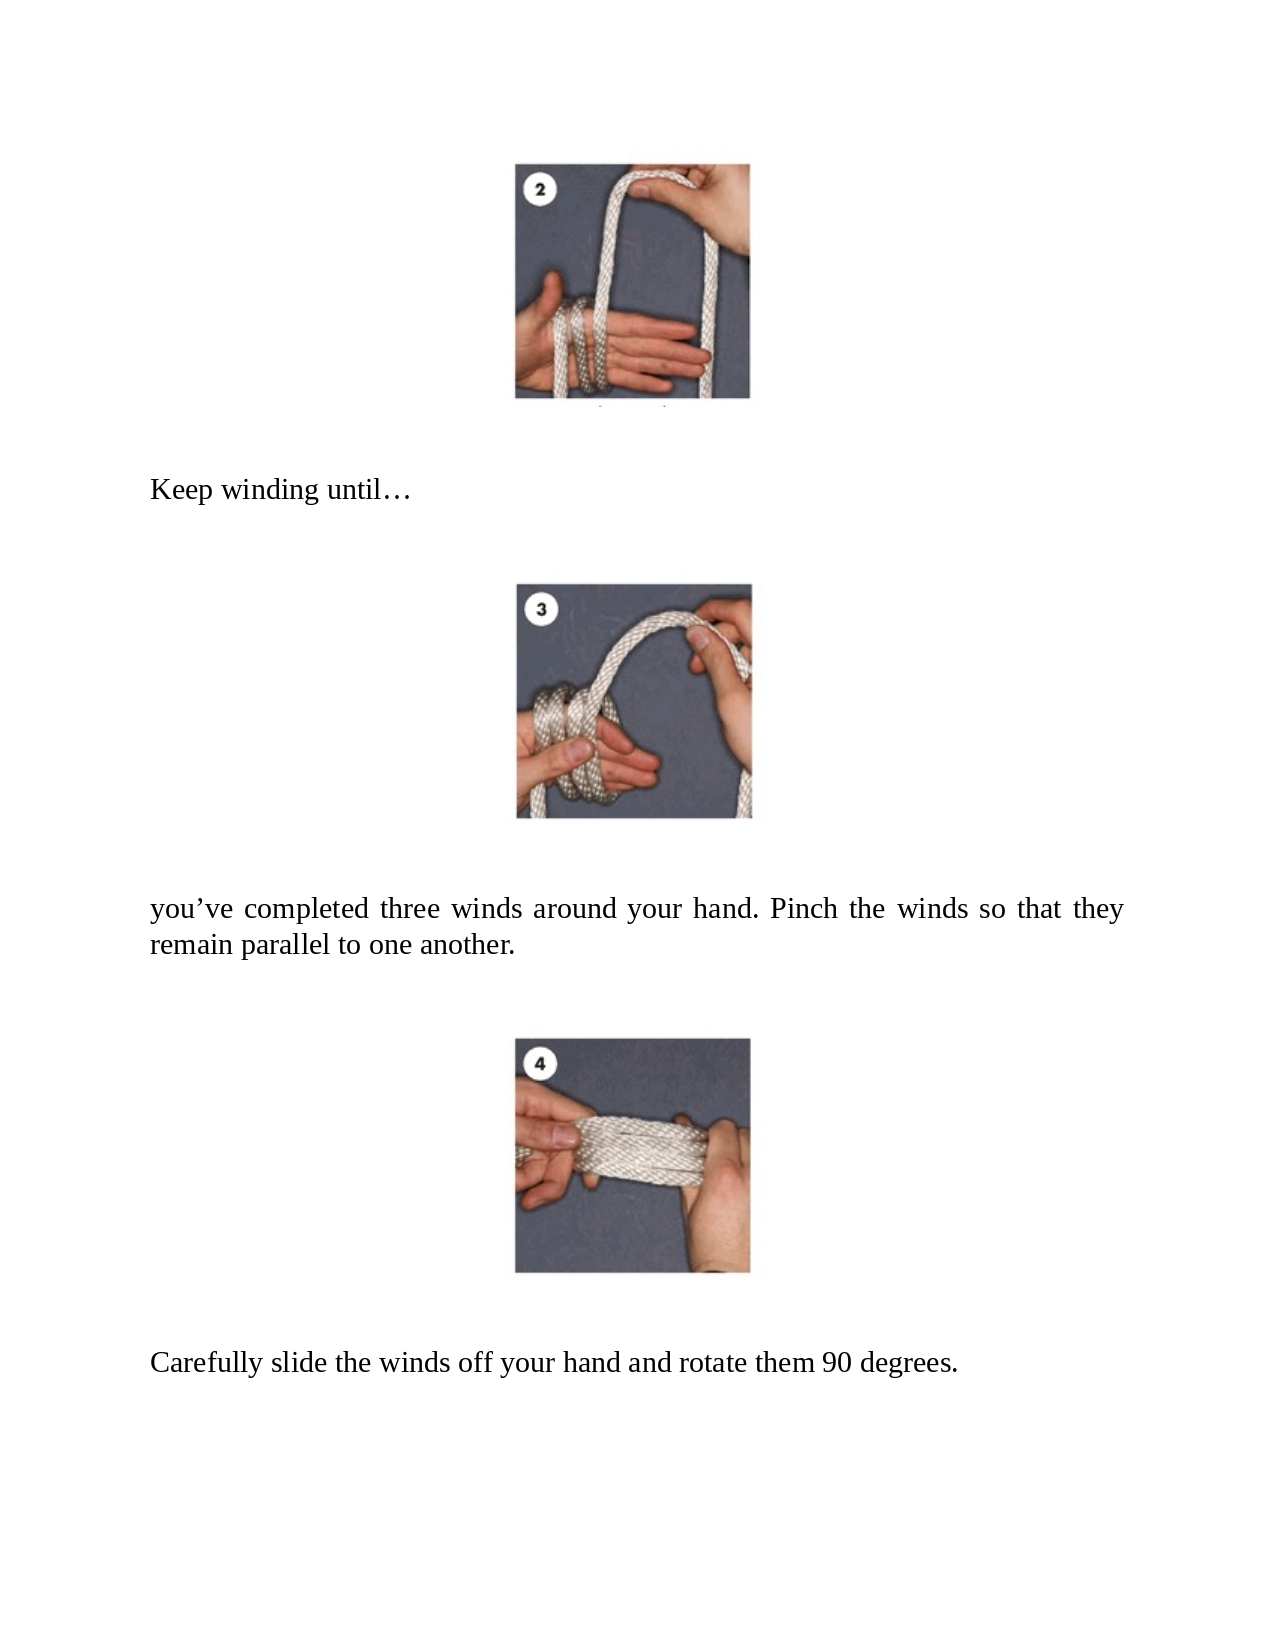 2
Keep winding until…
3
you’ve completed three winds around your hand. Pinch the winds so that they
remain parallel to one another.
4
Carefully slide the winds off your hand and rotate them 90 degrees.